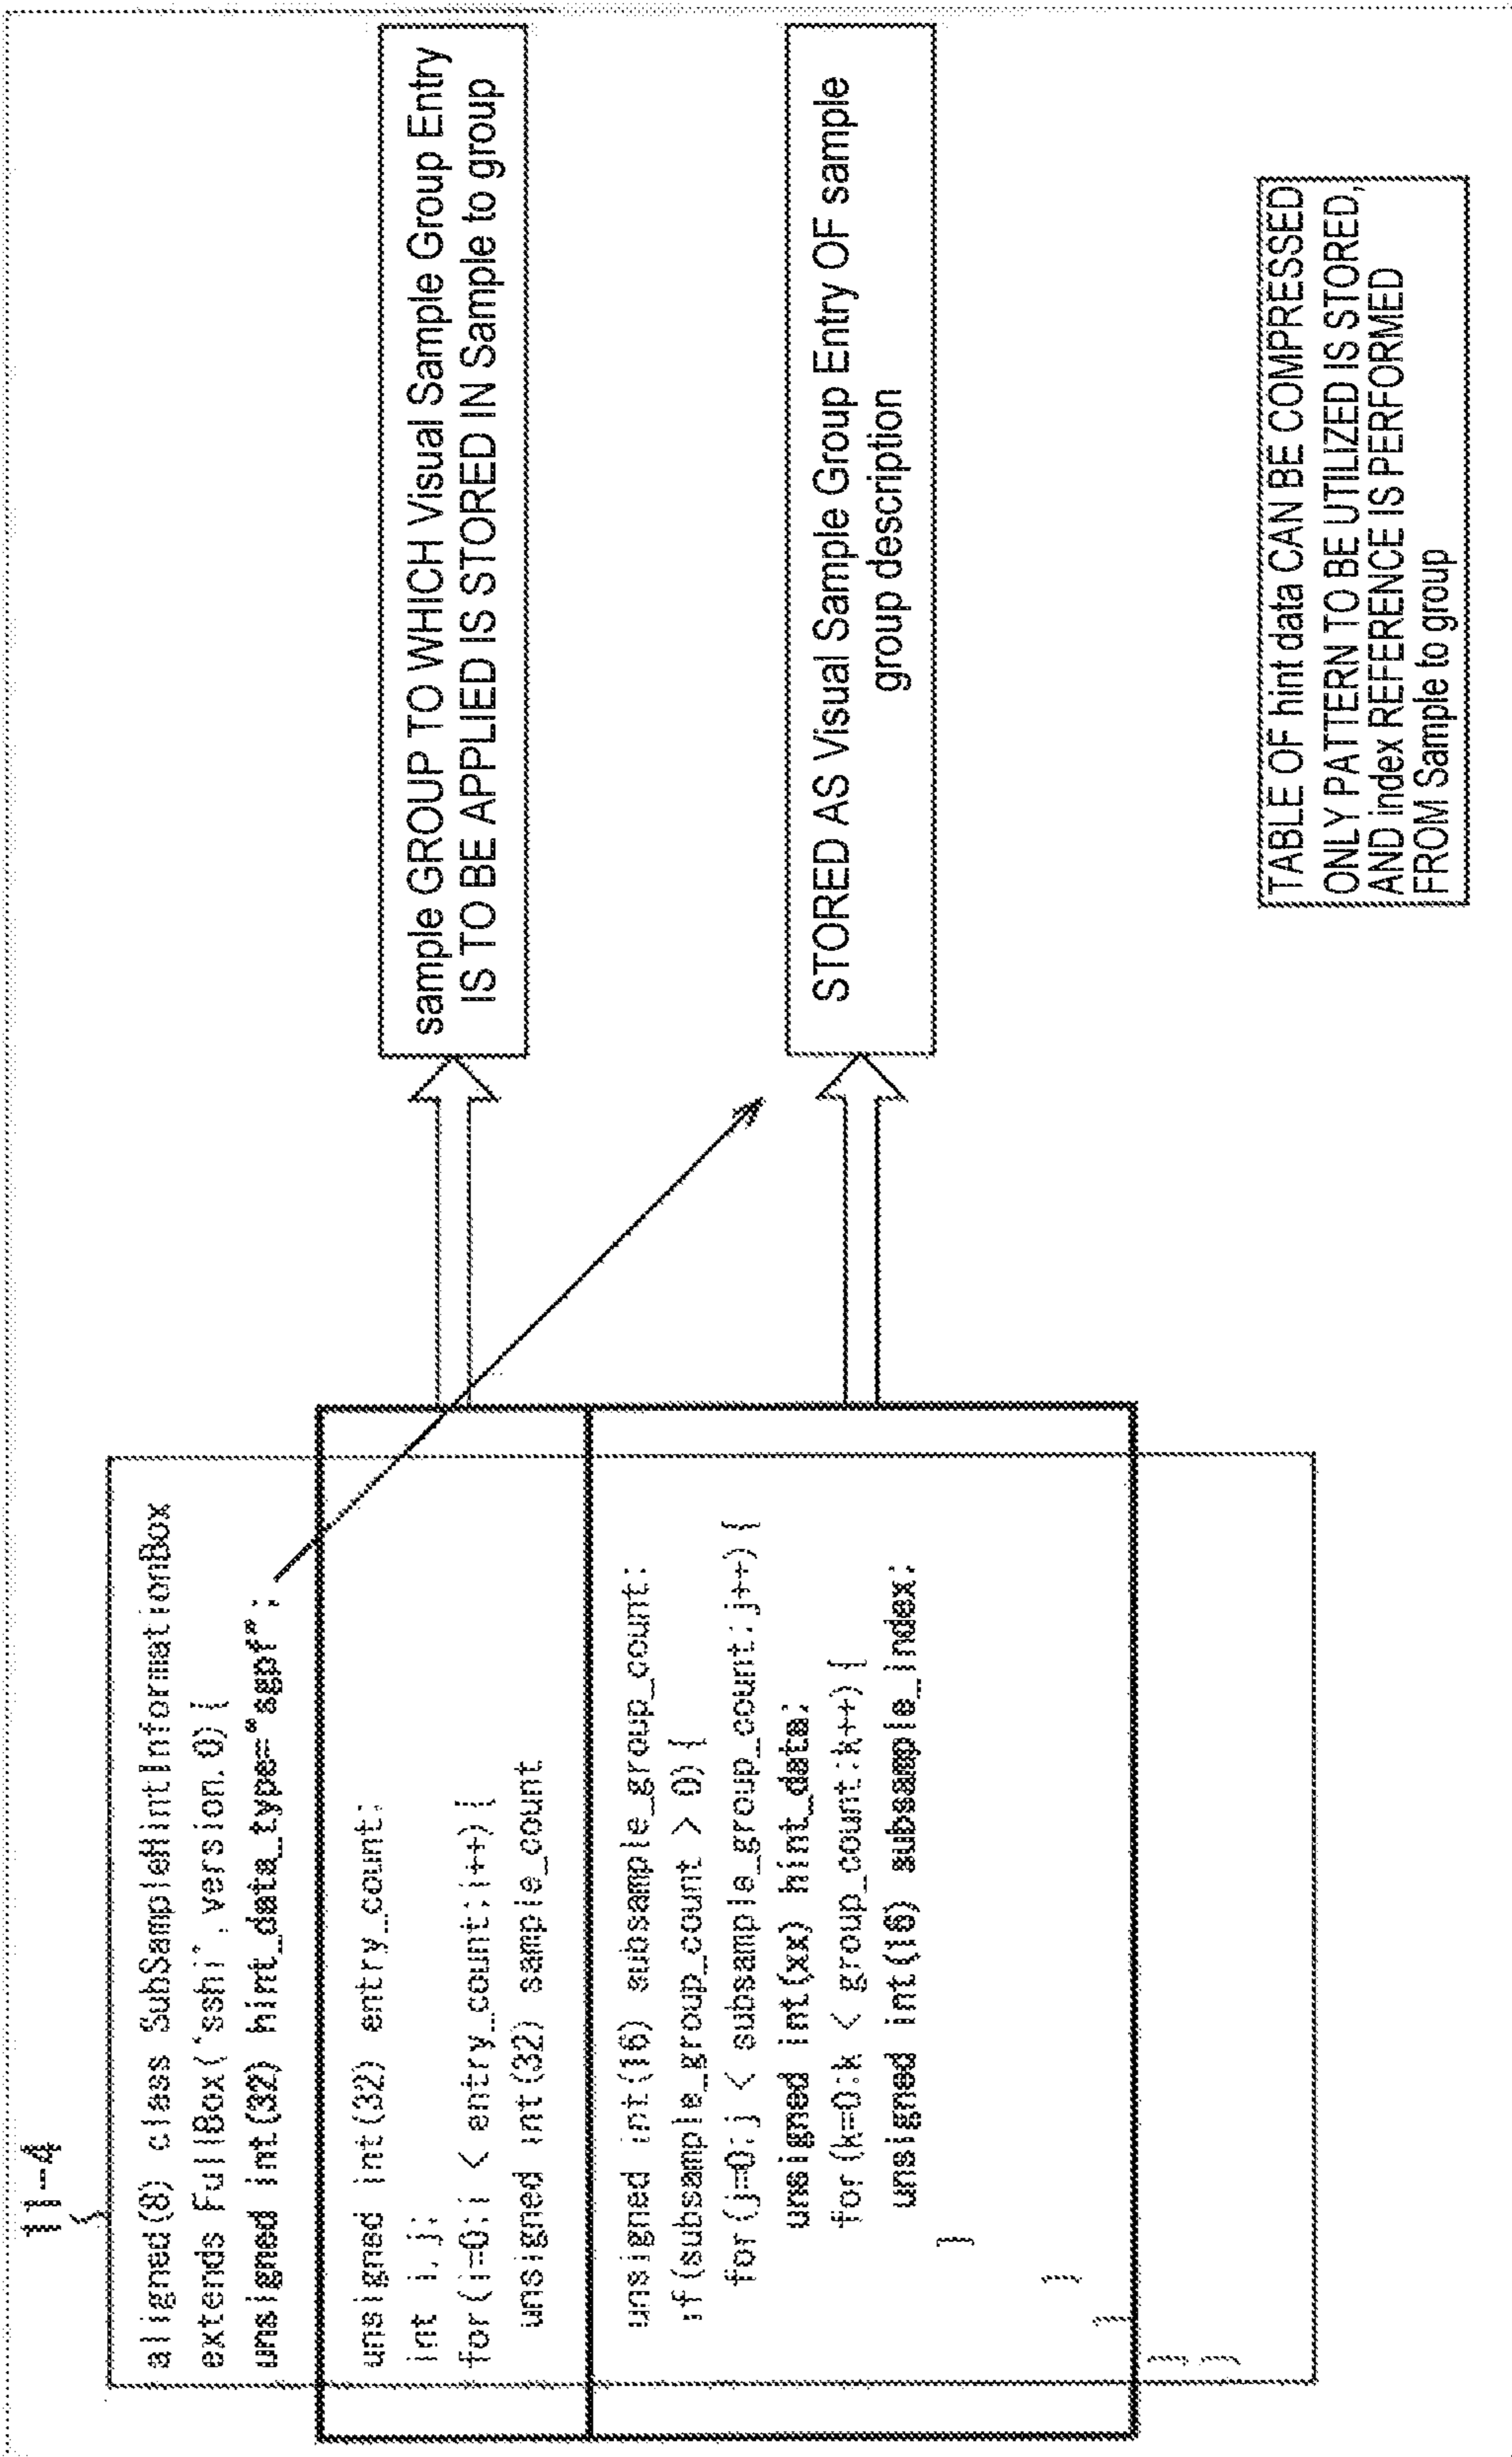 11-4
aligned(8) class SubSampleHintInformationBox
extends FullBox('sshi',version,0){
unsigned int(32) hint_data_type="sgpf";
unsigned int(32) entry_count;
int i,j;
for(i=0;i < entry_count;i++){
unsigned int(32) sample_count
unsigned int(16) subsample_group_count;
if(subsample_group_count > 0){
for(j=0;j < subsample_group_count;j++){
unsigned int(xx) hint_data;
for(k=0;k < group_count;k++){
unsigned int(16) subsample_index;
}
}
}
}
}
sample GROUP TO WHICH Visual Sample Group Entry
IS TO BE APPLIED IS STORED IN Sample to group
STORED AS Visual Sample Group Entry OF sample
group description
TABLE OF hint data CAN BE COMPRESSED
ONLY PATTERN TO BE UTILIZED IS STORED,
AND index REFERENCE IS PERFORMED
FROM Sample to group